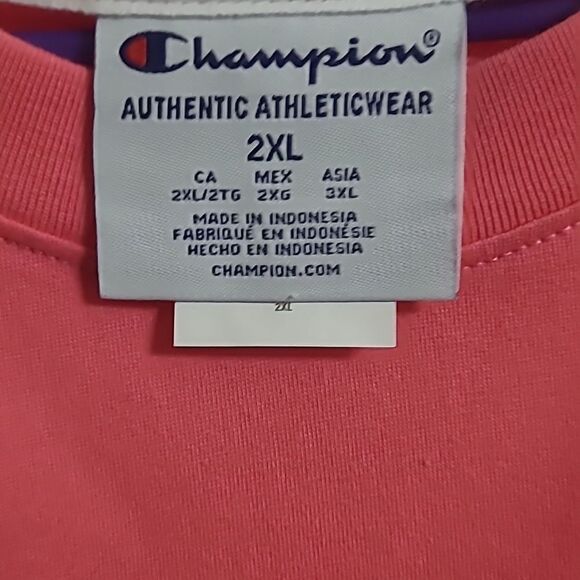 Champion®
AUTHENTIC ATHLETICWEAR
2XL
CA MEX ASIA
2XL/2TG 2XG 3XL
MADE IN INDONESIA
FABRIQUÉ EN INDONÉSIE
HECHO EN INDONESIA
CHAMPION.COM
2XL